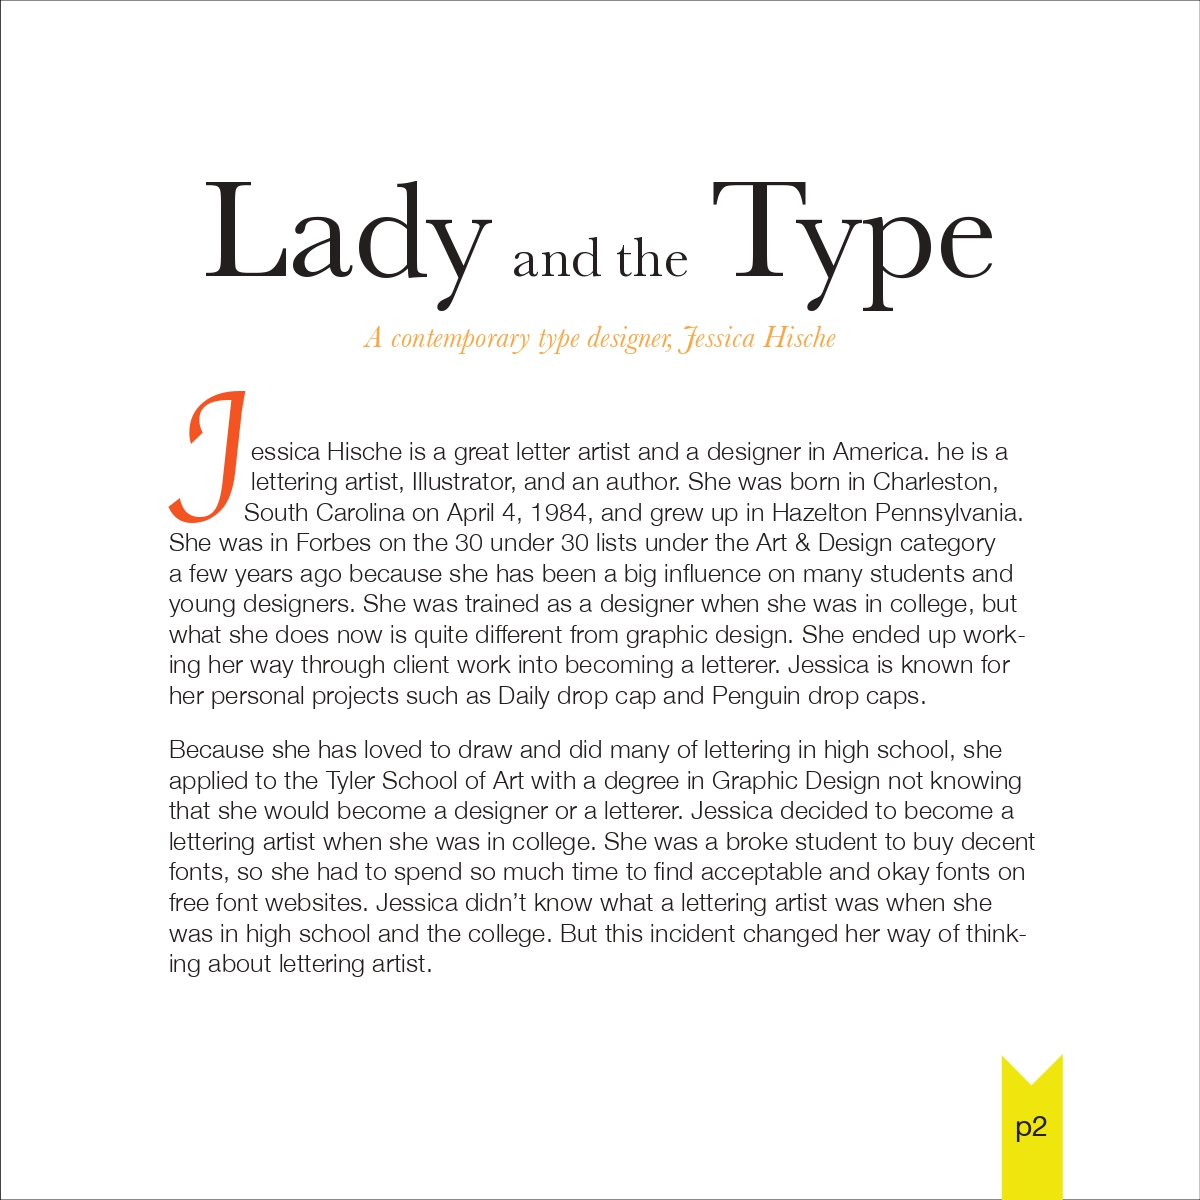 Lady and the Type
A contemporary type designer, Jessica Hische
Jessica Hische is a great letter artist and a designer in America. he is a
lettering artist, Illustrator, and an author. She was born in Charleston,
South Carolina on April 4, 1984, and grew up in Hazelton Pennsylvania.
She was in Forbes on the 30 under 30 lists under the Art & Design category
a few years ago because she has been a big influence on many students and
young designers. She was trained as a designer when she was in college, but
what she does now is quite different from graphic design. She ended up work-
ing her way through client work into becoming a letterer. Jessica is known for
her personal projects such as Daily drop cap and Penguin drop caps.
Because she has loved to draw and did many of lettering in high school, she
applied to the Tyler School of Art with a degree in Graphic Design not knowing
that she would become a designer or a letterer. Jessica decided to become a
lettering artist when she was in college. She was a broke student to buy decent
fonts, so she had to spend so much time to find acceptable and okay fonts on
free font websites. Jessica didn’t know what a lettering artist was when she
was in high school and the college. But this incident changed her way of think-
ing about lettering artist.
p2